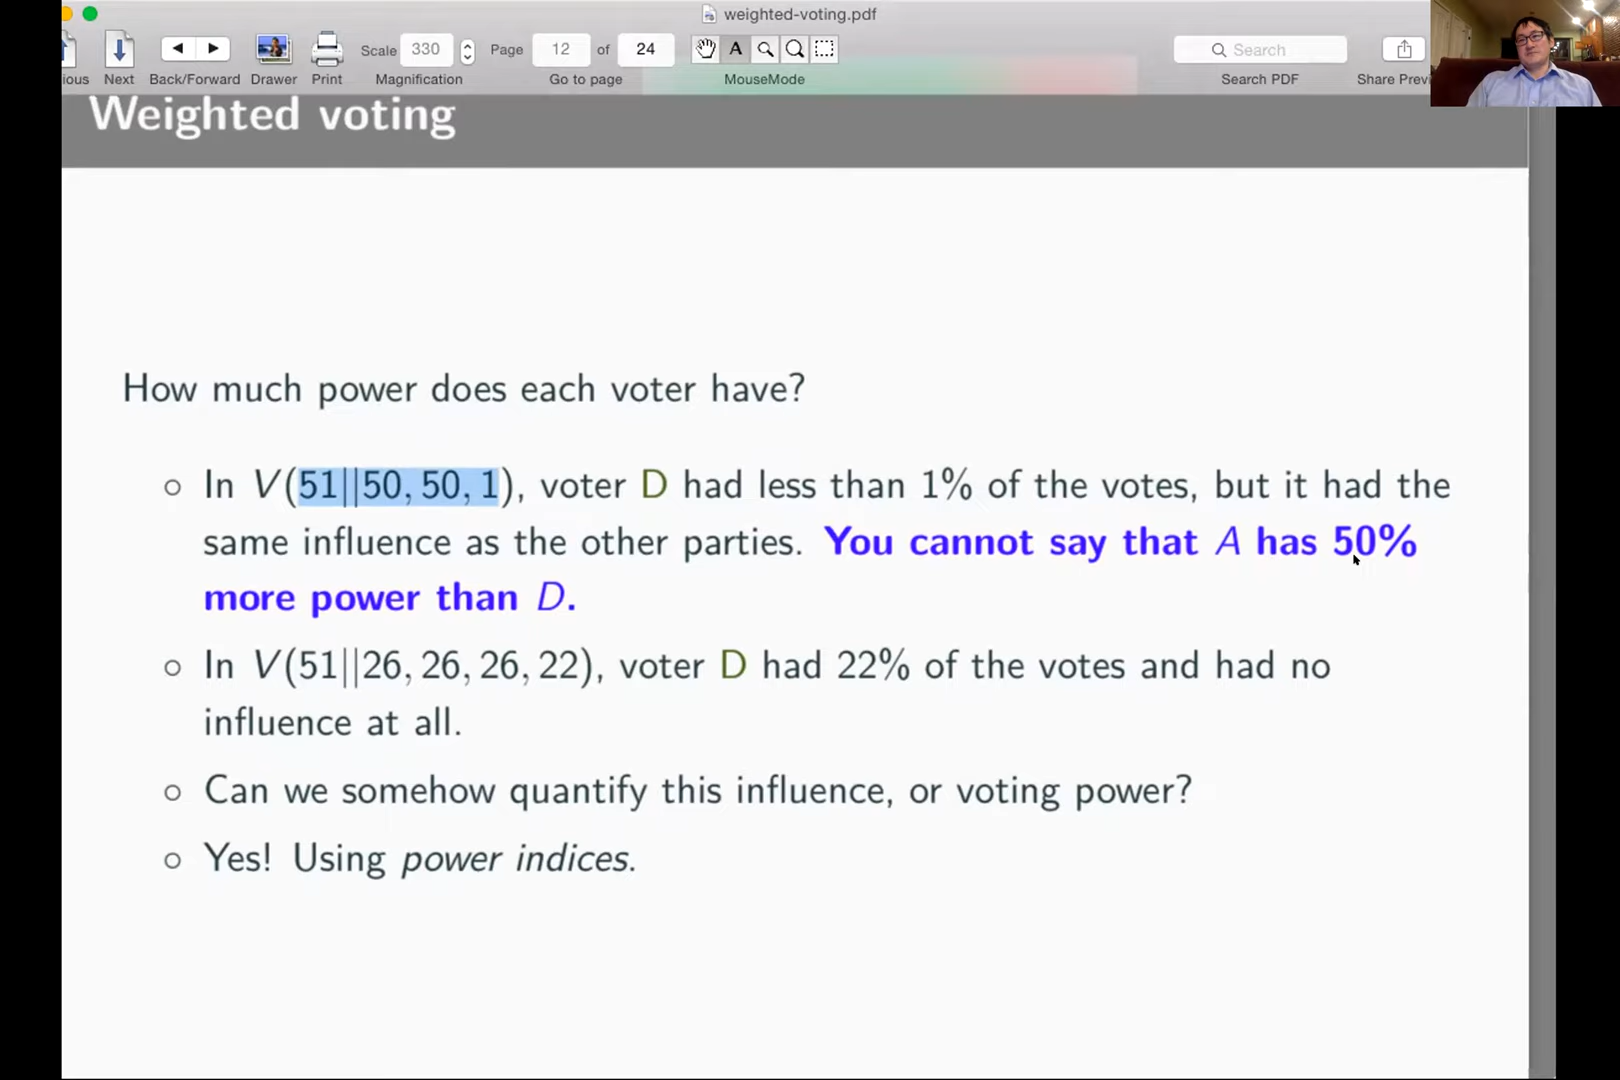 weighted-voting.pdf
ious Next Back/Forward Drawer Print Scale 330 Magnification Page 12 of 24 Go to page A MouseMode Search Search PDF Share Previ
Weighted voting
How much power does each voter have?
○ In V(51||50, 50, 1), voter D had less than 1% of the votes, but it had the
same influence as the other parties. You cannot say that A has 50%
more power than D.
○ In V(51||26, 26, 26, 22), voter D had 22% of the votes and had no
influence at all.
○ Can we somehow quantify this influence, or voting power?
○ Yes! Using power indices.